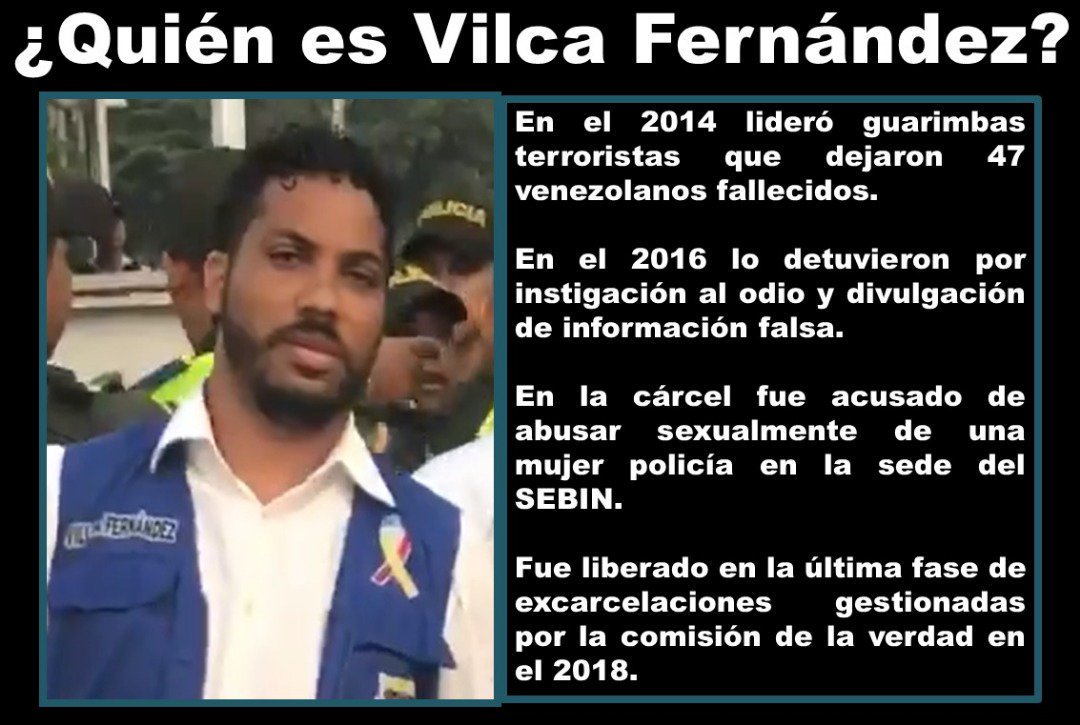 ¿Quién es Vilca Fernández?
POLICIA
En el 2014 lideró guarimbas
terroristas que dejaron 47
venezolanos fallecidos.
En el 2016 lo detuvieron por
instigación al odio y divulgación
de información falsa.
En la cárcel fue acusado de
abusar sexualmente de una
mujer policía en la sede del
SEBIN.
Fue liberado en la última fase de
excarcelaciones gestionadas
por la comisión de la verdad en
el 2018.
FERNÁNDEZ